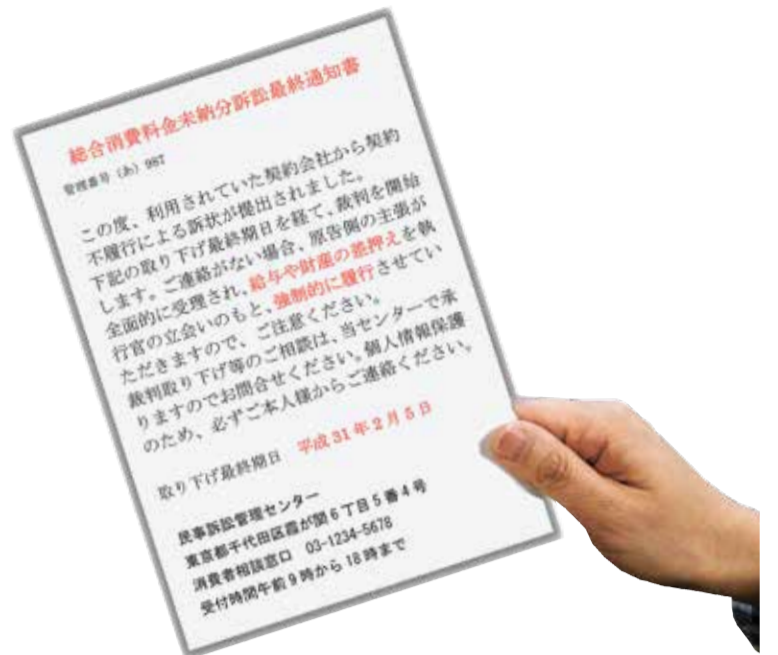 総合消費料金未納分訴訟最終通知書
管理番号（あ）987
この度、利用されていた契約会社から契約
不履行による訴状が提出されました。
下記の取り下げ最終期日を経て、裁判を開始
します。ご連絡がない場合、原告側の主張が
全面的に受理され、給与や財産の差押えを執
行官の立会いのもと、強制的に履行させてい
ただきますので、ご注意ください。
裁判取り下げ等のご相談は、当センターで承
りますのでお問合せください。個人情報保護
のため、必ずご本人様からご連絡ください。
取り下げ最終期日 平成31年2月5日
民事訴訟管理センター
東京都千代田区霞が関6丁目5番4号
消費者相談窓口 03-1234-5678
受付時間午前9時から18時まで